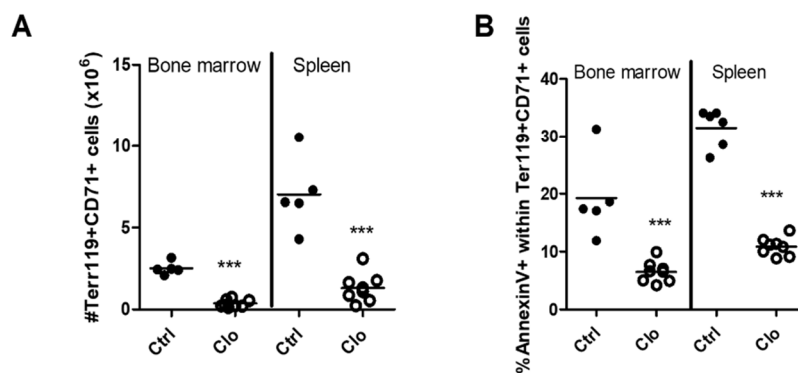 A
#Terr119+CD71+ cells (x10⁶)
15
10
5
0
Bone marrow
Spleen
***
***
Ctrl
Clo
Ctrl
Clo
B
%AnnexinV+ within Ter119+CD71+ cells
40
30
20
10
0
Bone marrow
Spleen
***
***
Ctrl
Clo
Ctrl
Clo